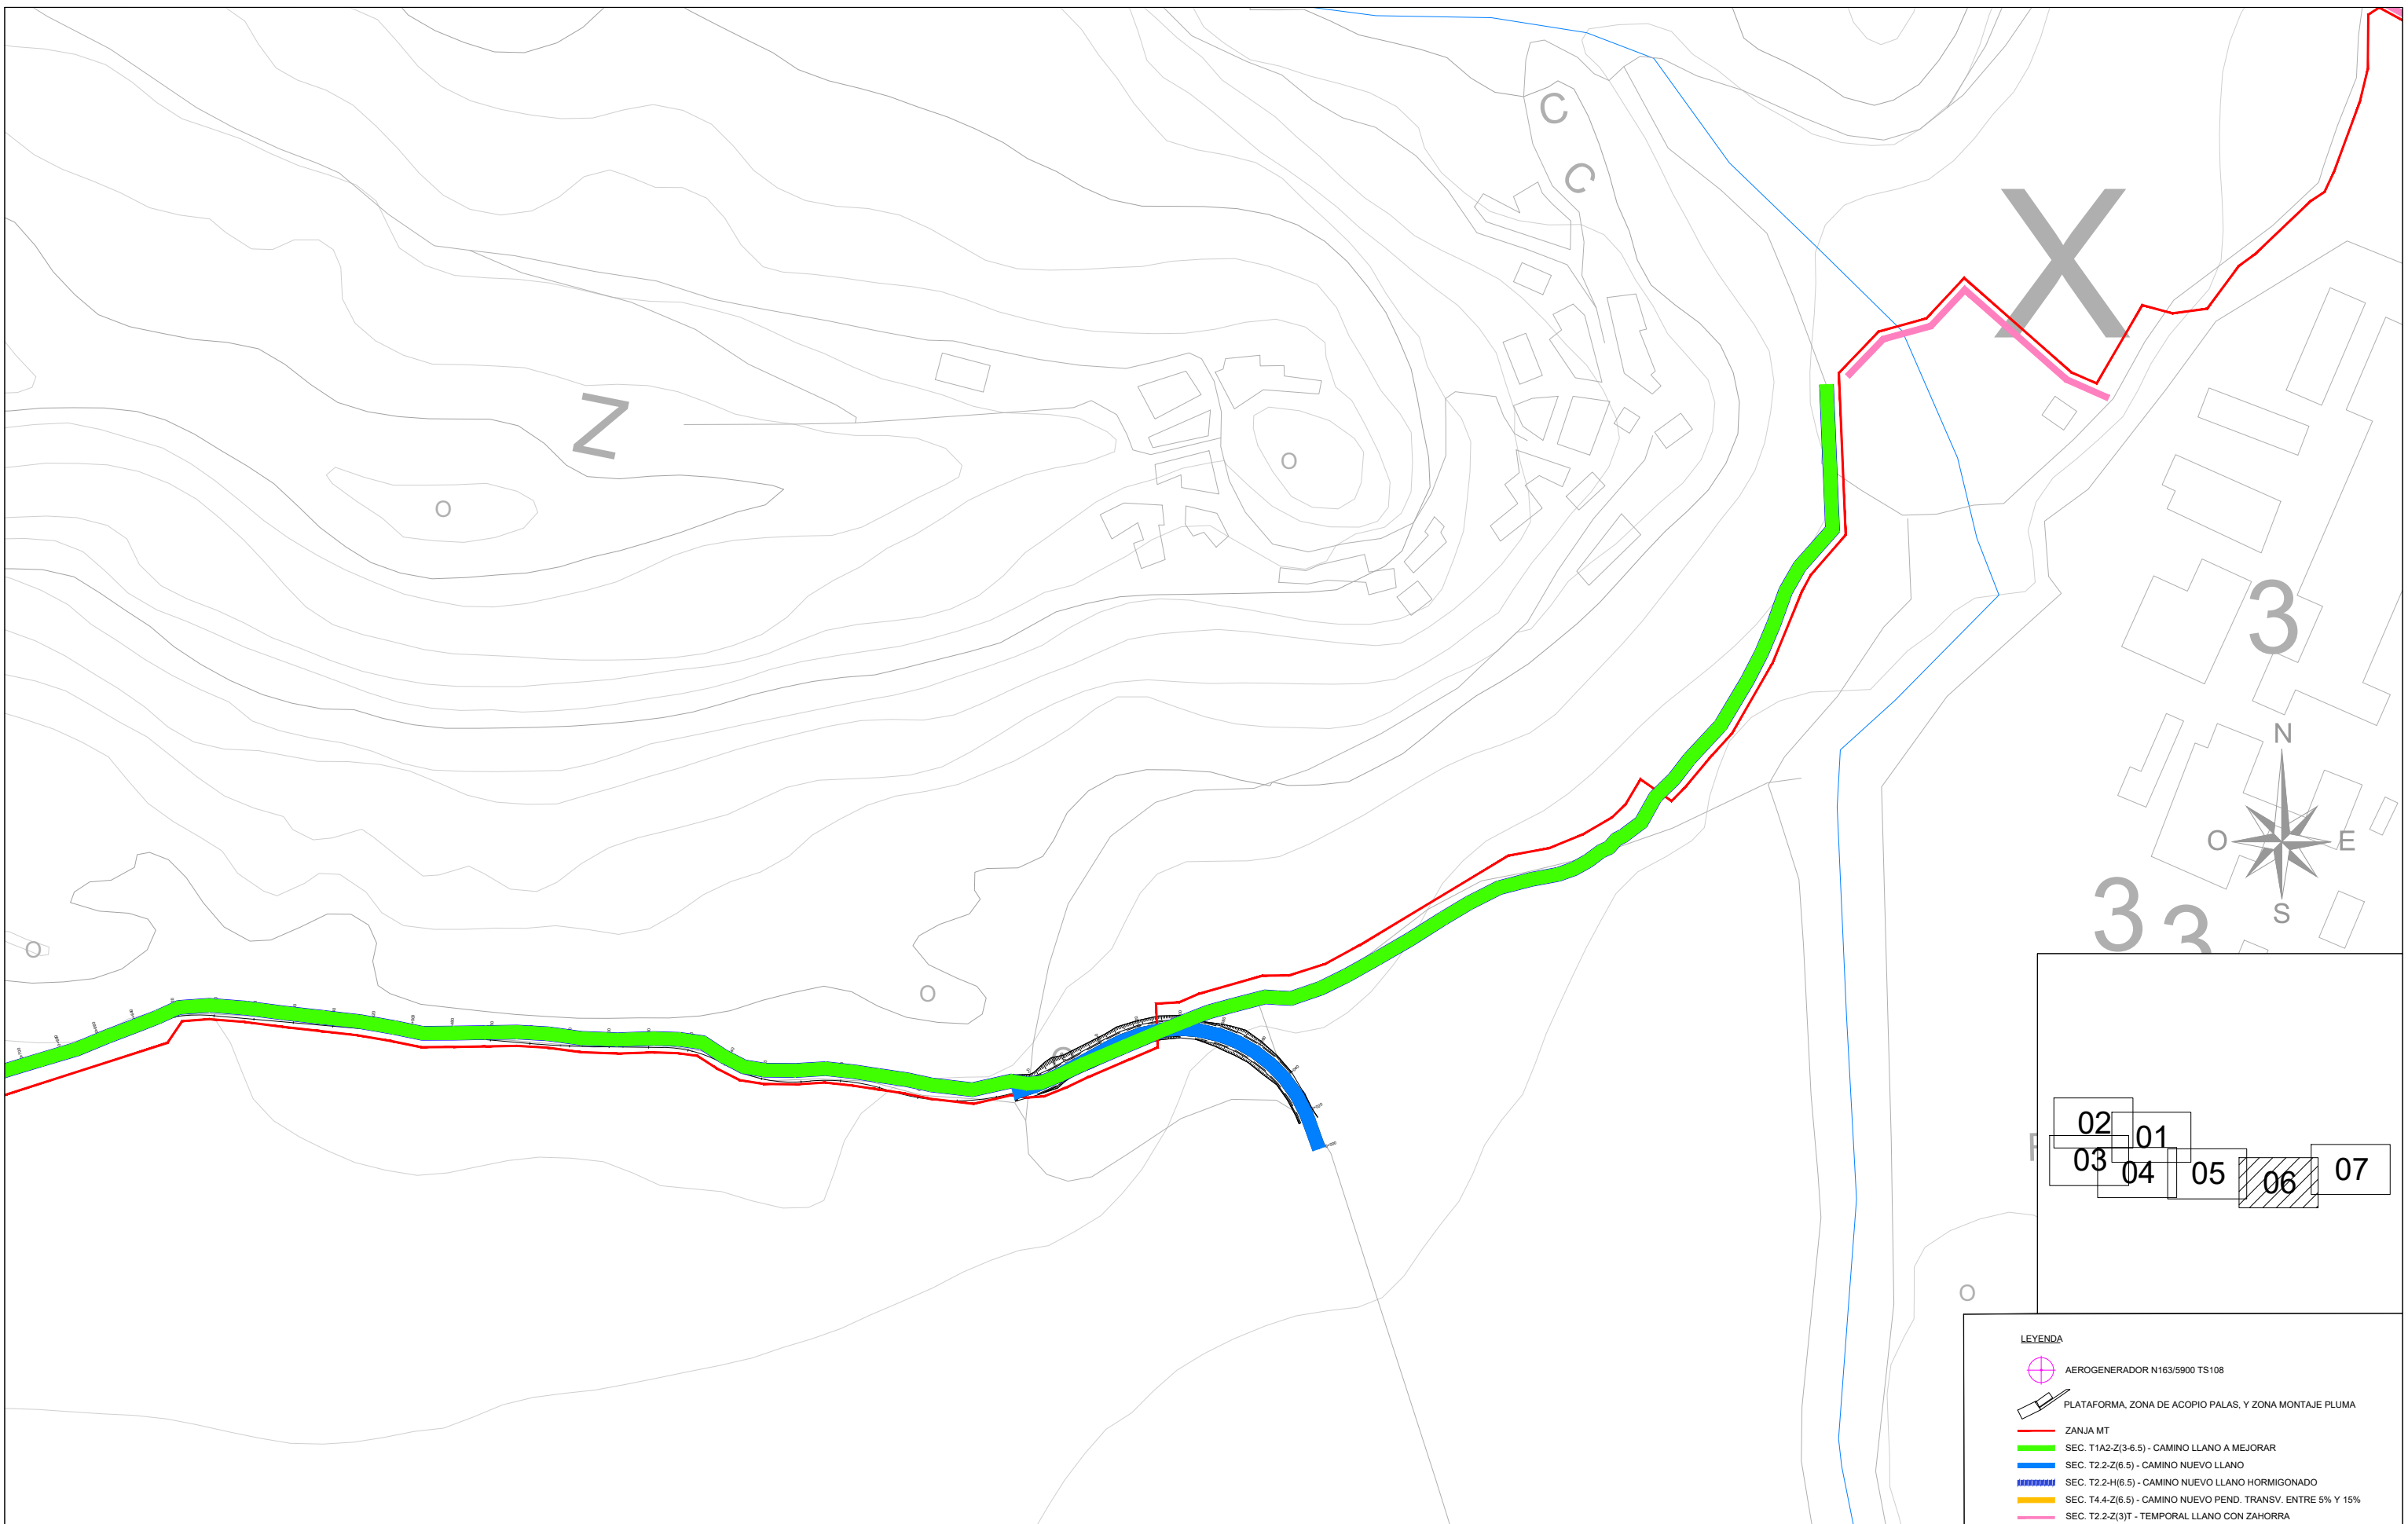 C
C
X
Z
O
O
3
N
O
E
S
3
3
O
O
O
02
01
03
04
05
06
07
O
LEYENDA
AEROGENERADOR N163/5900 TS108
PLATAFORMA, ZONA DE ACOPIO PALAS, Y ZONA MONTAJE PLUMA
ZANJA MT
SEC. T1A2-Z(3-6.5) - CAMINO LLANO A MEJORAR
SEC. T2.2-Z(6.5) - CAMINO NUEVO LLANO
SEC. T2.2-H(6.5) - CAMINO NUEVO LLANO HORMIGONADO
SEC. T4.4-Z(6.5) - CAMINO NUEVO PEND. TRANSV. ENTRE 5% Y 15%
SEC. T2.2-Z(3)T - TEMPORAL LLANO CON ZAHORRA